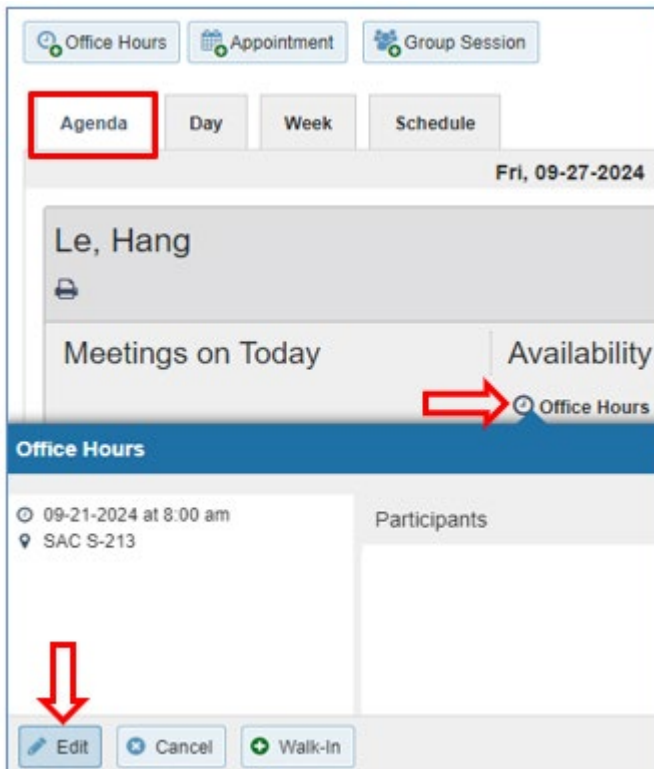 Office Hours Appointment Group Session
Agenda Day Week Schedule
Fri, 09-27-2024
Le, Hang
Meetings on Today Availability
Office Hours
Office Hours
09-21-2024 at 8:00 am Participants
SAC S-213
Edit Cancel Walk-In